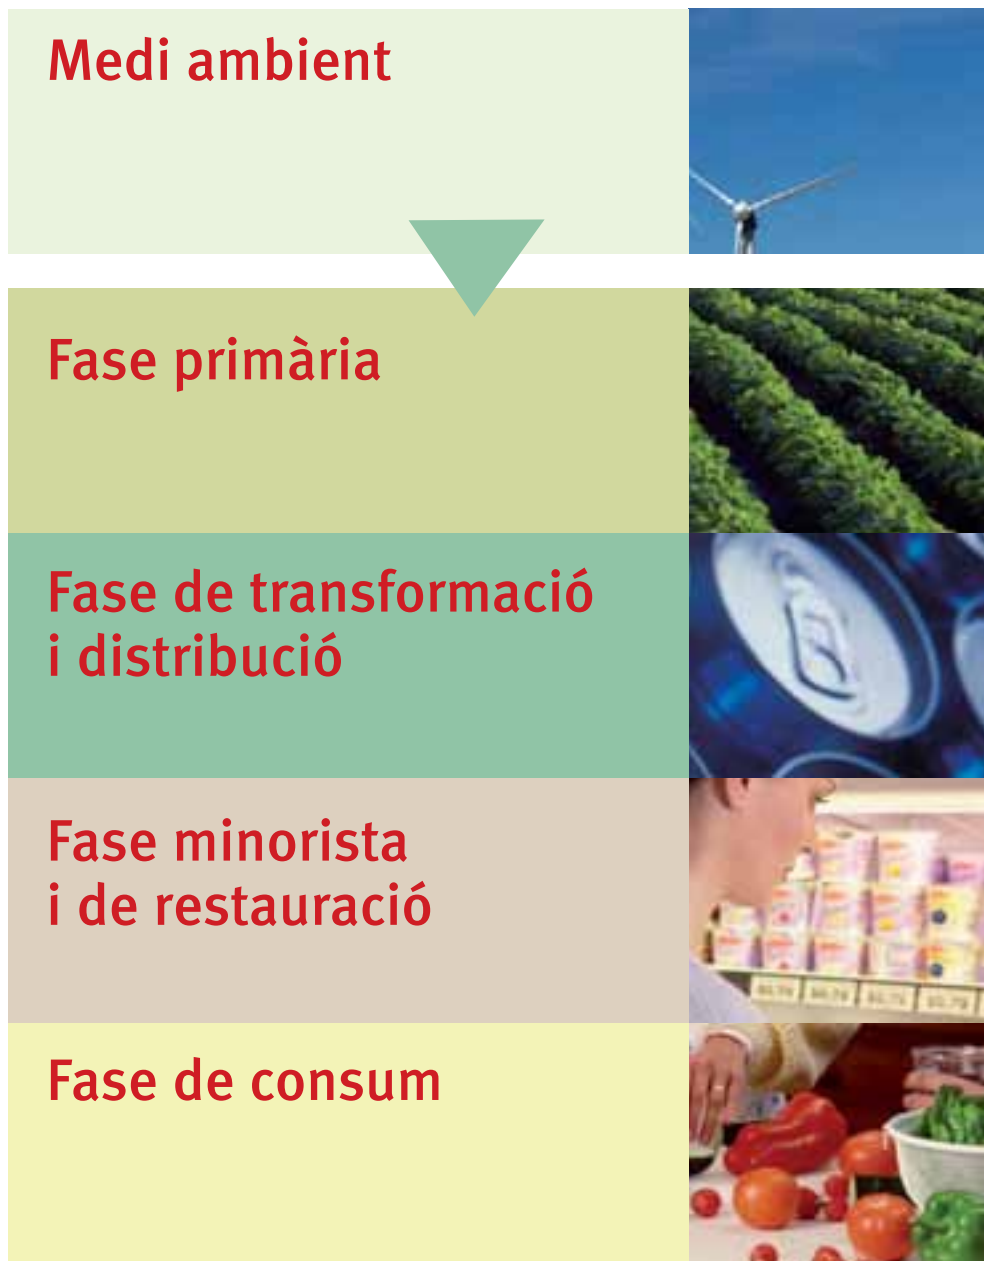 Medi ambient
Fase primària
Fase de transformació
i distribució
Fase minorista
i de restauració
Fase de consum